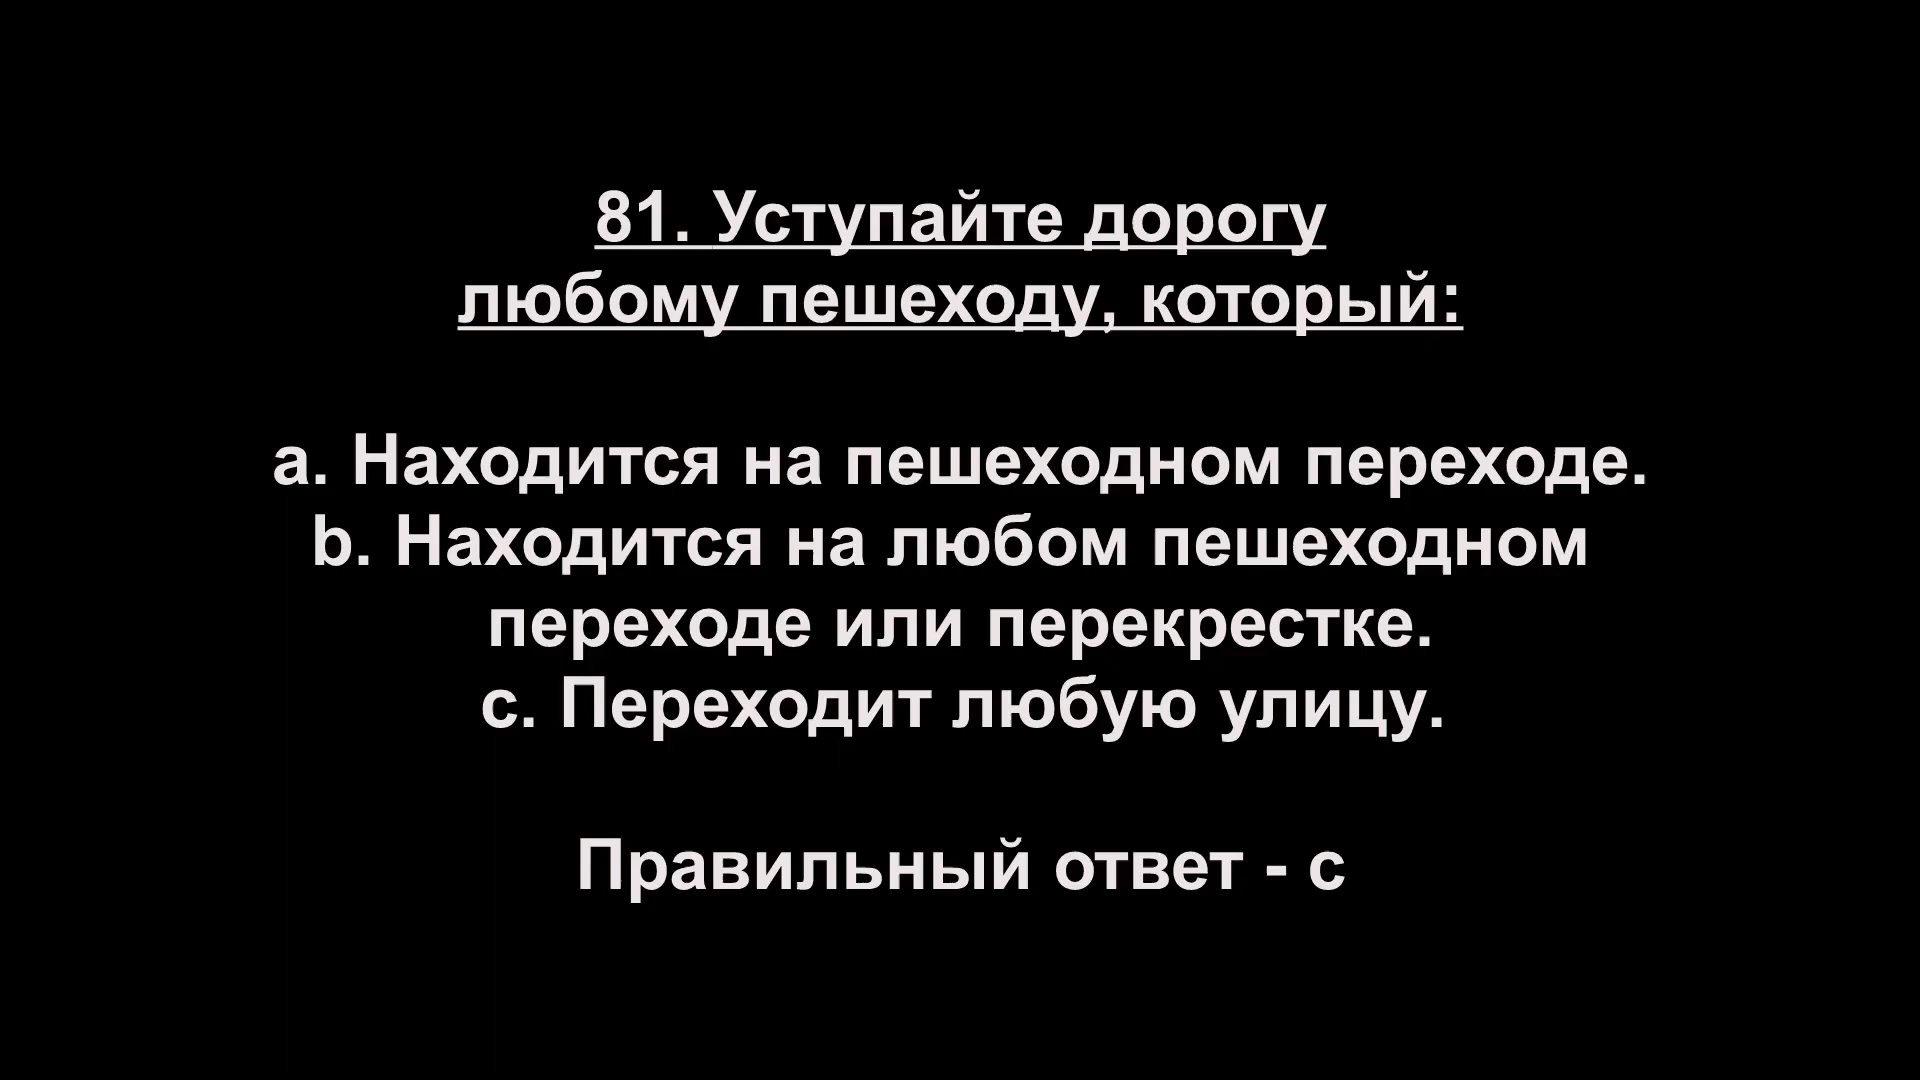 81. Уступайте дорогу
любому пешеходу, который:
a. Находится на пешеходном переходе.
b. Находится на любом пешеходном
переходе или перекрестке.
c. Переходит любую улицу.
Правильный ответ - c